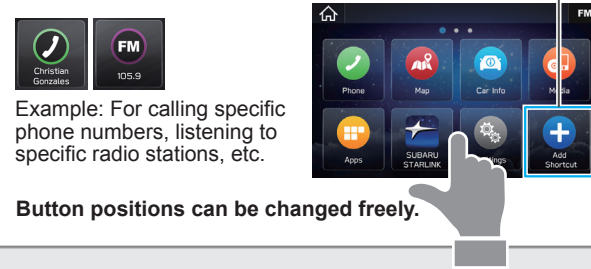 FM
Christian
Gonzales
FM
105.9
Phone
Map
Car Info
Media
Example: For calling specific
phone numbers, listening to
specific radio stations, etc.
Apps
SUBARU
STARLINK
Add
Shortcut
Button positions can be changed freely.